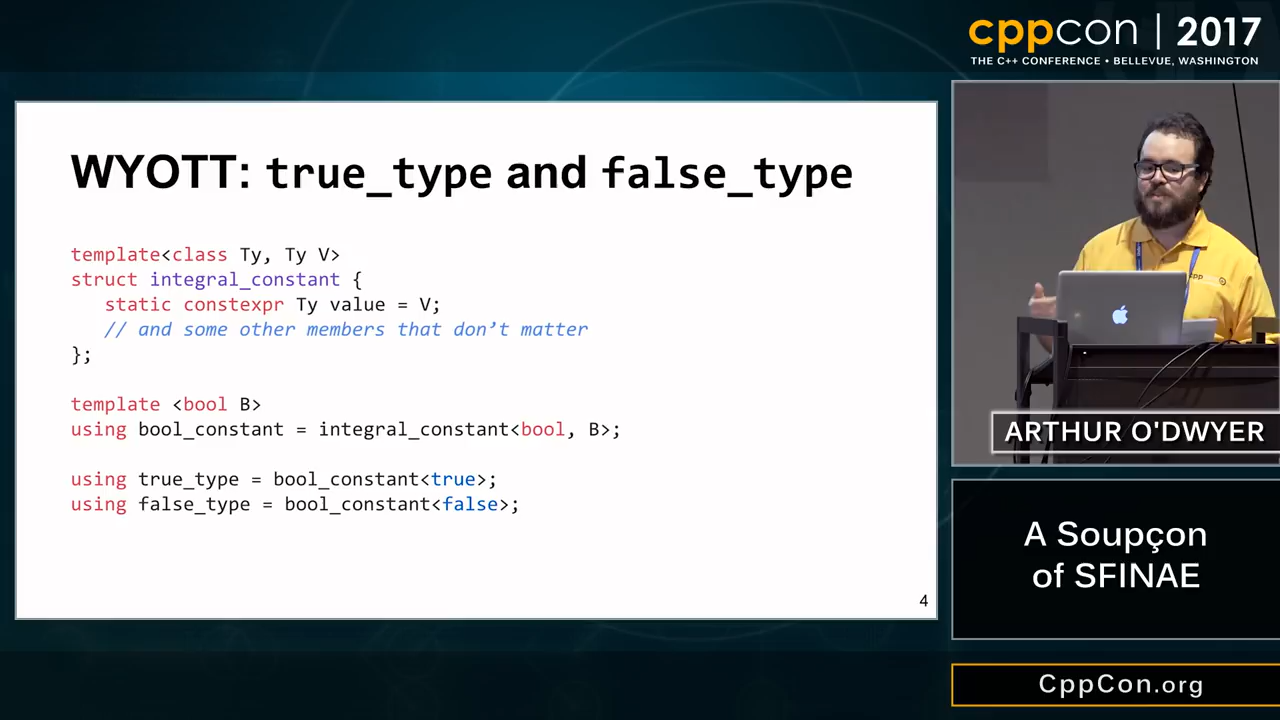 cppcon | 2017
THE C++ CONFERENCE • BELLEVUE, WASHINGTON
WYOTT: true_type and false_type
template<class Ty, Ty V>
struct integral_constant {
static constexpr Ty value = V;
// and some other members that don’t matter
};
template <bool B>
using bool_constant = integral_constant<bool, B>;
using true_type = bool_constant<true>;
using false_type = bool_constant<false>;
4
cpp
ARTHUR O'DWYER
A Soupçon
of SFINAE
CppCon.org